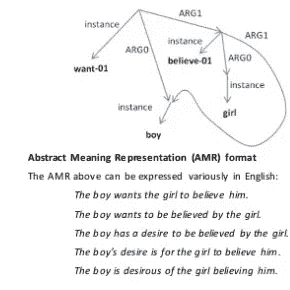 ARG1
instance
ARG1
ARG0
instance
ARG0
believe-01
want-01
instance
instance
girl
boy
Abstract Meaning Representation (AMR) format
The AMR above can be expressed variously in English:
The boy wants the girl to believe him.
The boy wants to be believed by the girl.
The boy has a desire to be believed by the girl.
The boy's desire is for the girl to believe him.
The boy is desirous of the girl believing him.